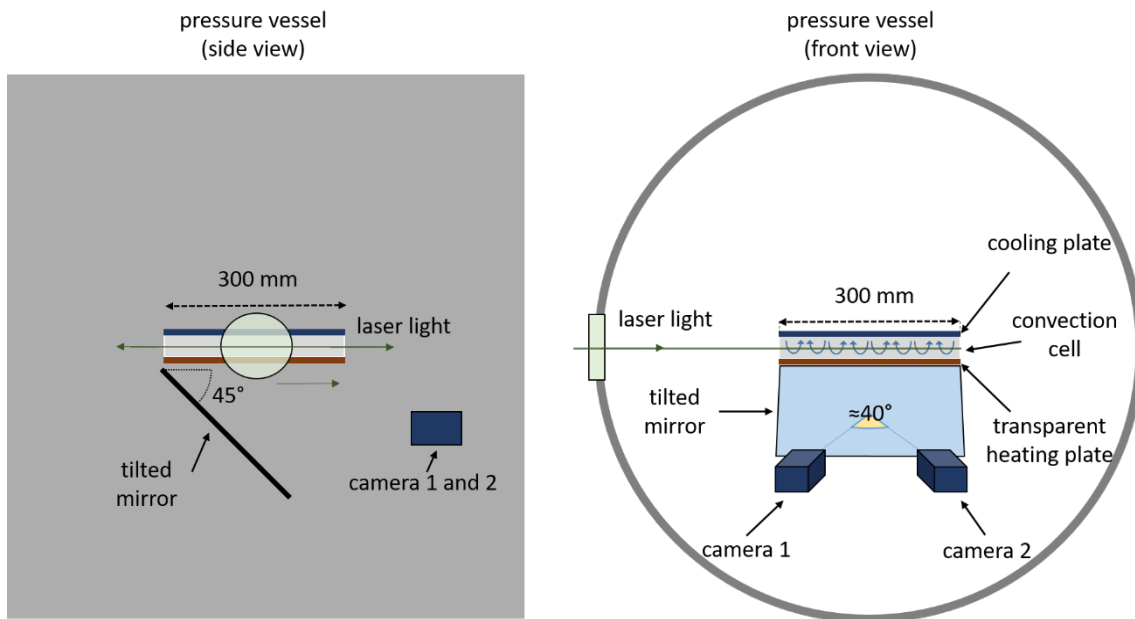 pressure vessel
(side view)
300 mm
laser light
45°
tilted
mirror
camera 1 and 2
pressure vessel
(front view)
cooling plate
300 mm
laser light
convection
cell
tilted
mirror
≈40°
transparent
heating plate
camera 1
camera 2